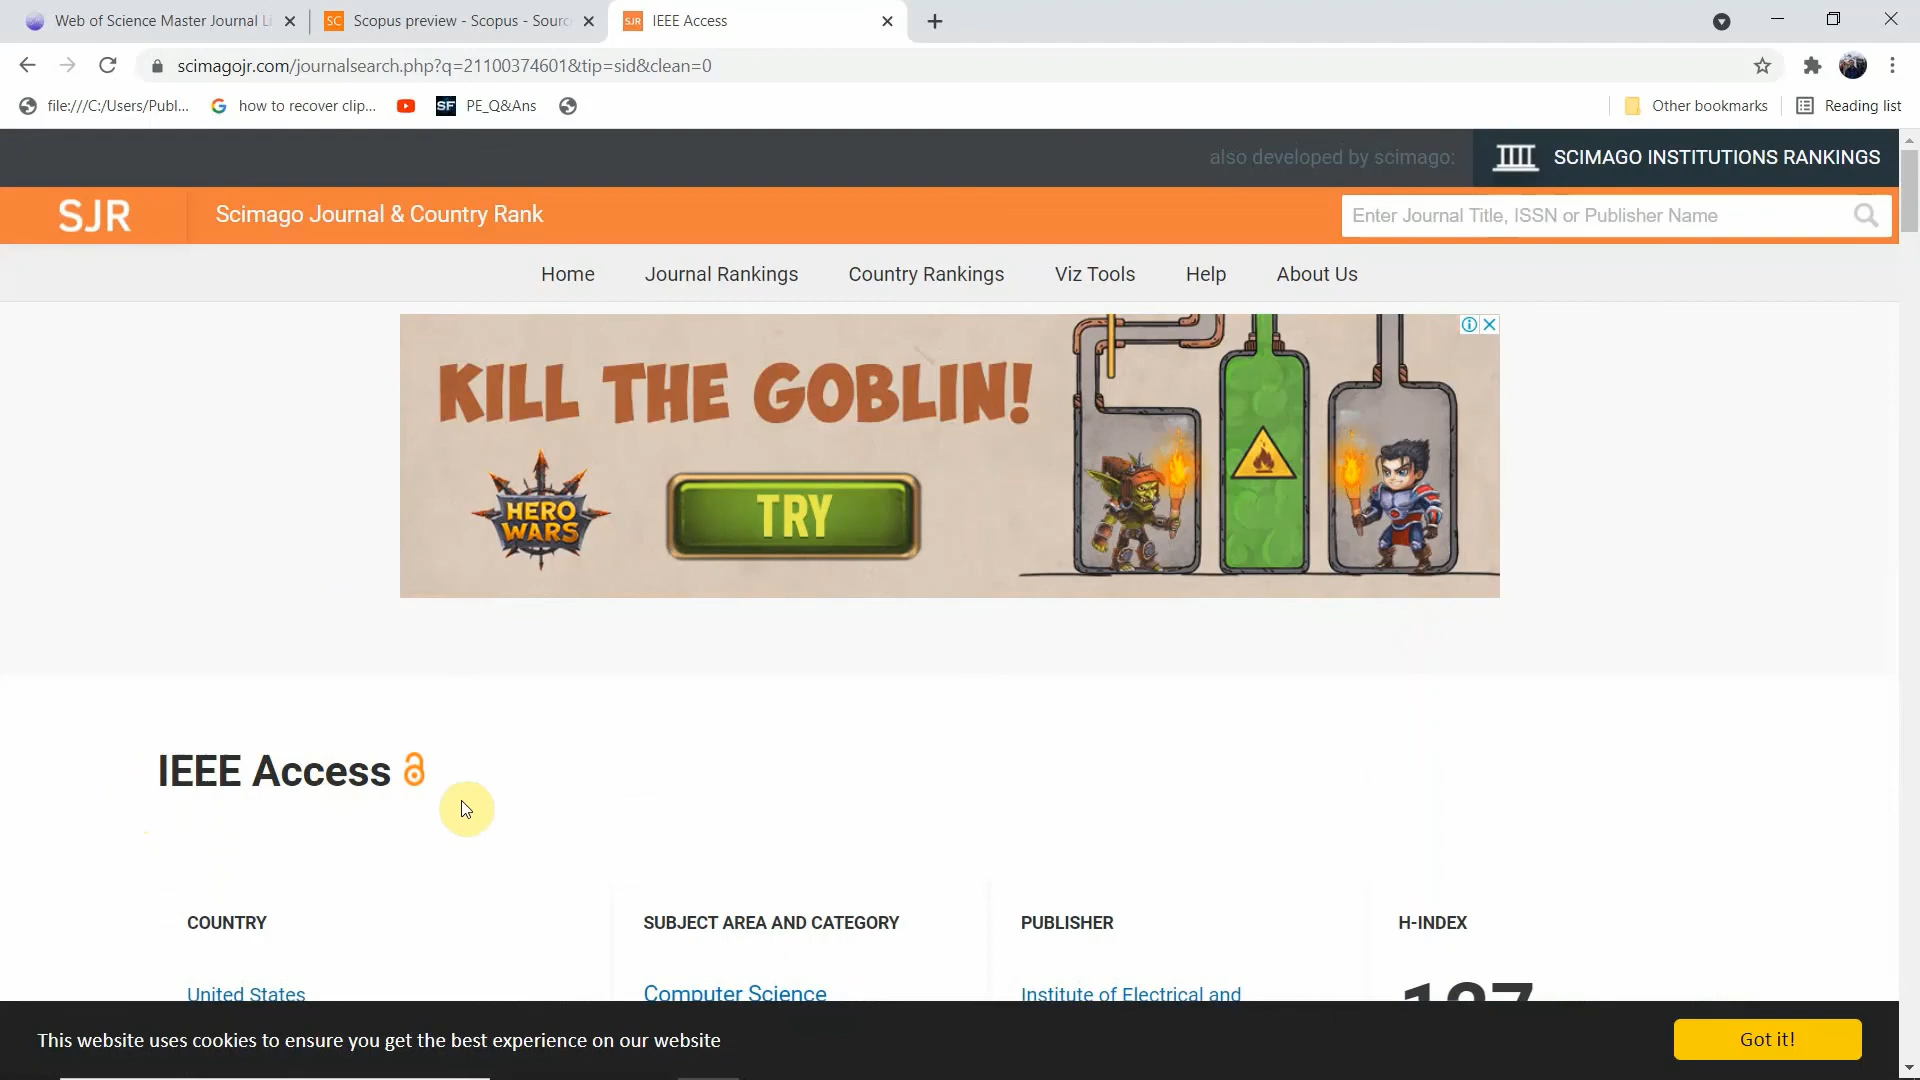 Web of Science Master Journal Li
Scopus preview - Scopus - Sourc
IEEE Access
scimagojr.com/journalsearch.php?q=21100374601&tip=sid&clean=0
file:///C:/Users/Publ...
how to recover clip...
SF
PE_Q&Ans
Other bookmarks
Reading list
also developed by scimago:
SCIMAGO INSTITUTIONS RANKINGS
SJR
Scimago Journal & Country Rank
Enter Journal Title, ISSN or Publisher Name
Home
Journal Rankings
Country Rankings
Viz Tools
Help
About Us
KILL THE GOBLIN!
HERO
WARS
TRY
IEEE Access
COUNTRY
SUBJECT AREA AND CATEGORY
PUBLISHER
H-INDEX
United States
Computer Science
Institute of Electrical and
This website uses cookies to ensure you get the best experience on our website
Got it!